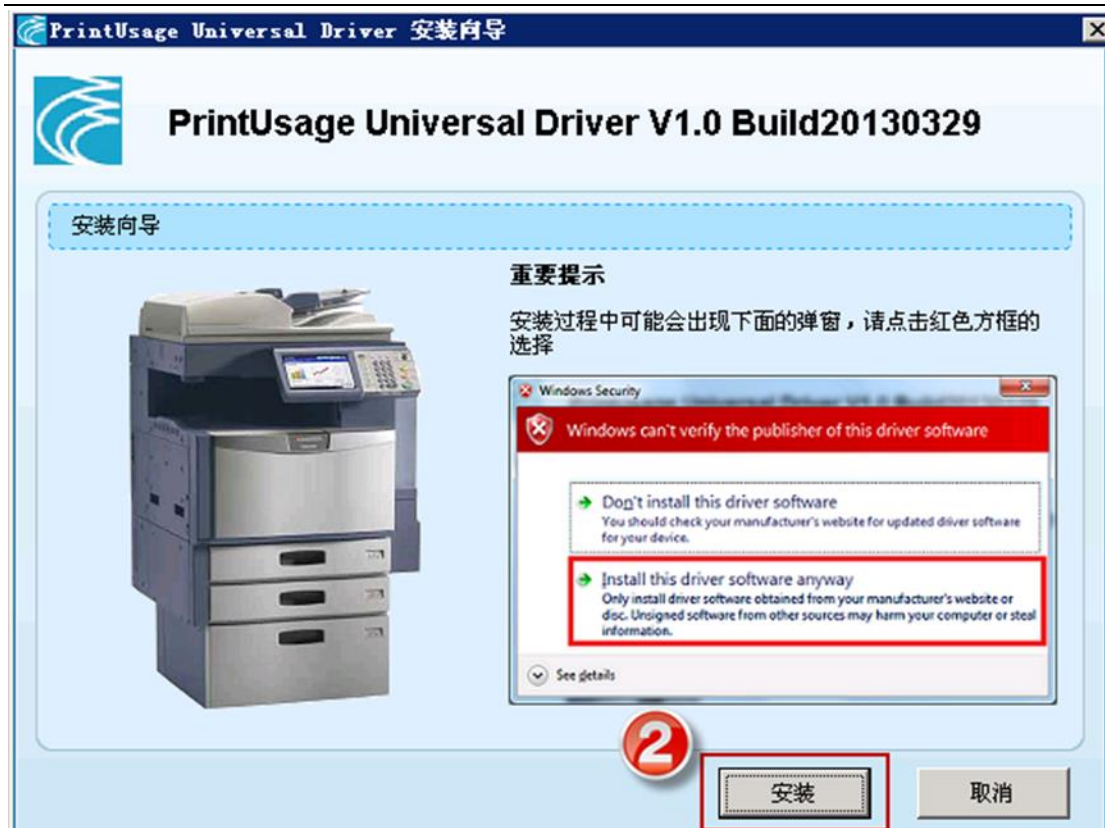 PrintUsage Universal Driver 安装向导
PrintUsage Universal Driver V1.0 Build20130329
安装向导
重要提示
安装过程中可能会出现下面的弹窗，请点击红色方框的
选择
Windows Security
Windows can't verify the publisher of this driver software
Don't install this driver software
You should check your manufacturer's website for updated driver software
for your device.
Install this driver software anyway
Only install driver software obtained from your manufacturer's website or
disc. Unsigned software from other sources may harm your computer or steal
information.
See details
2
安装
取消